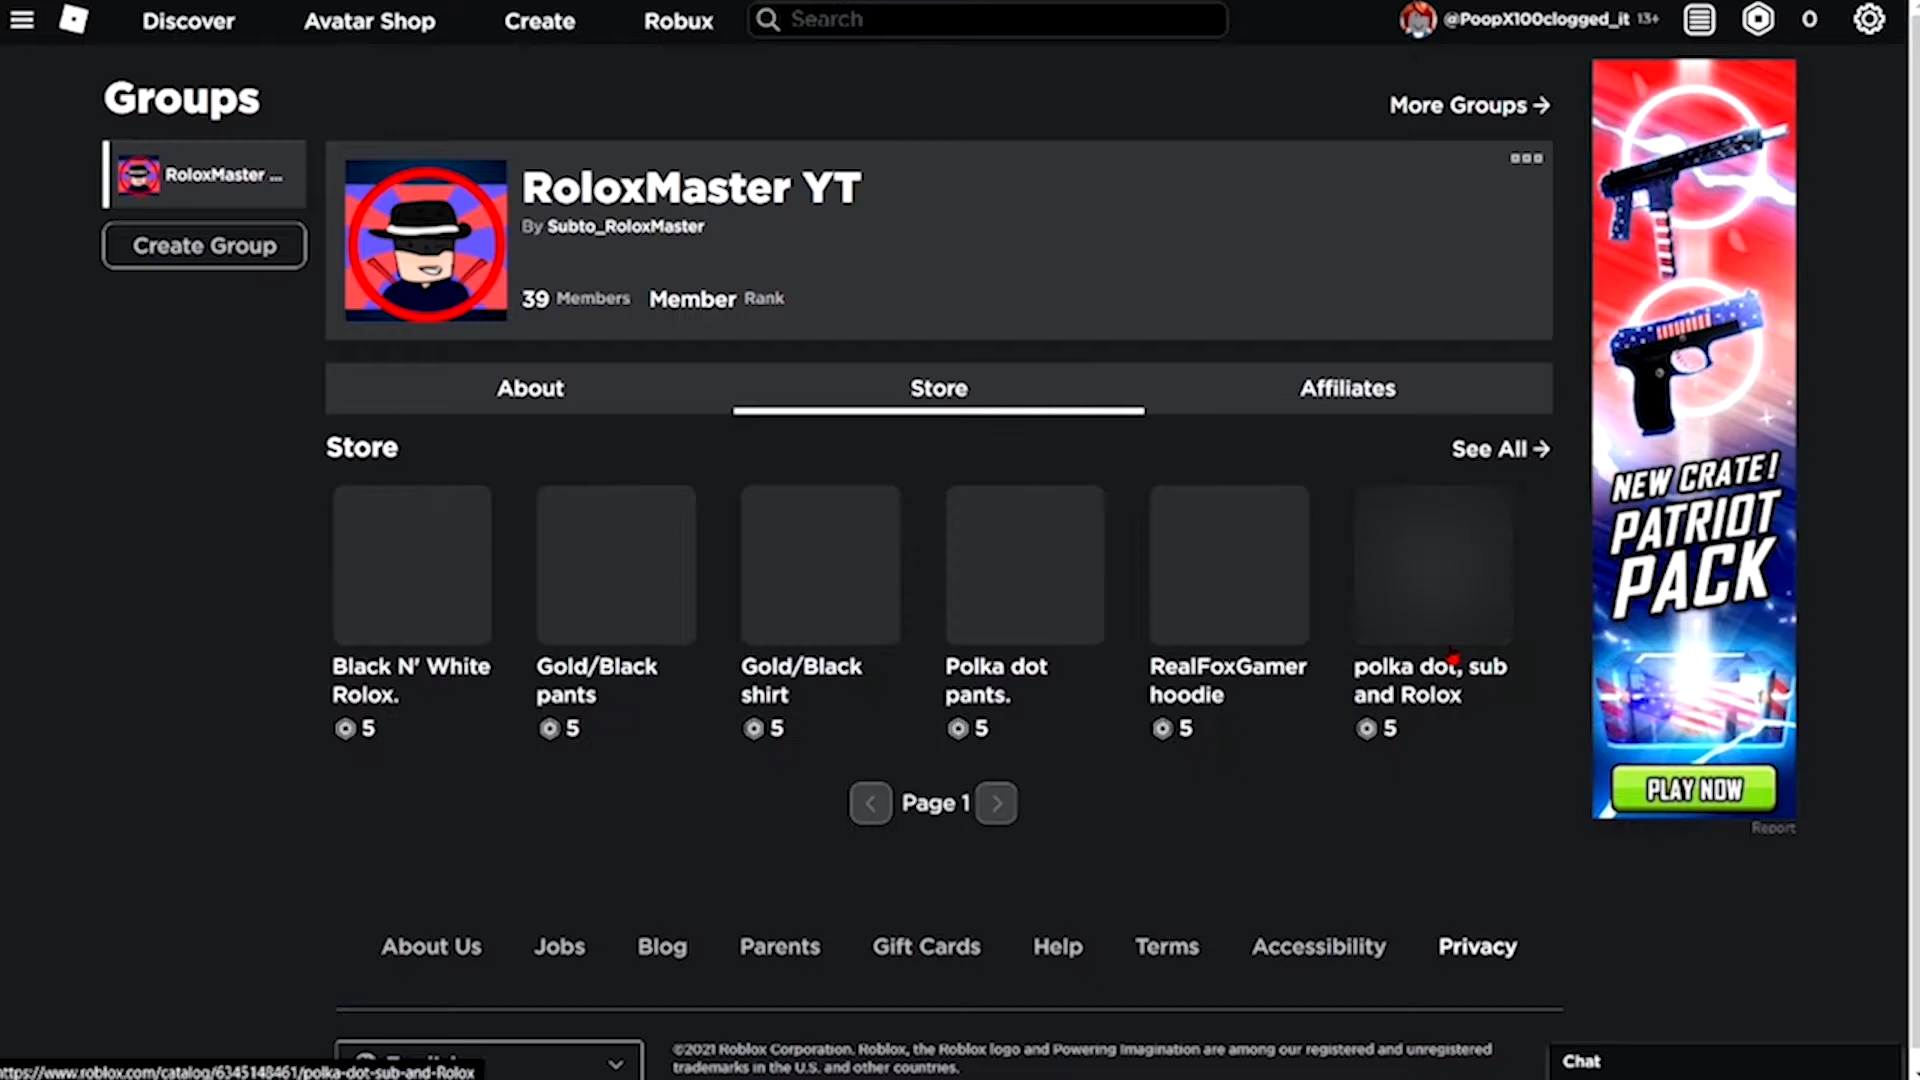 Discover
Avatar Shop
Create
Robux
Search
@PoopX100clogged_it 13+
0
Groups
More Groups →
RoloxMaster ...
Create Group
RoloxMaster YT
By Subto_RoloxMaster
39 Members Member Rank
About
Store
Affiliates
Store
See All →
Black N' White
Rolox.
5
Gold/Black
pants
5
Gold/Black
shirt
5
Polka dot
pants.
5
RealFoxGamer
hoodie
5
polka dot, sub
and Rolox
5
Page 1
NEW CRATE!
PATRIOT
PACK
PLAY NOW
Report
About Us
Jobs
Blog
Parents
Gift Cards
Help
Terms
Accessibility
Privacy
©2021 Roblox Corporation. Roblox, the Roblox logo and Powering Imagination are among our registered and unregistered
trademarks in the U.S. and other countries.
Chat
ttps://www.roblox.com/catalog/6345148461/polka-dot-sub-and-Rolox